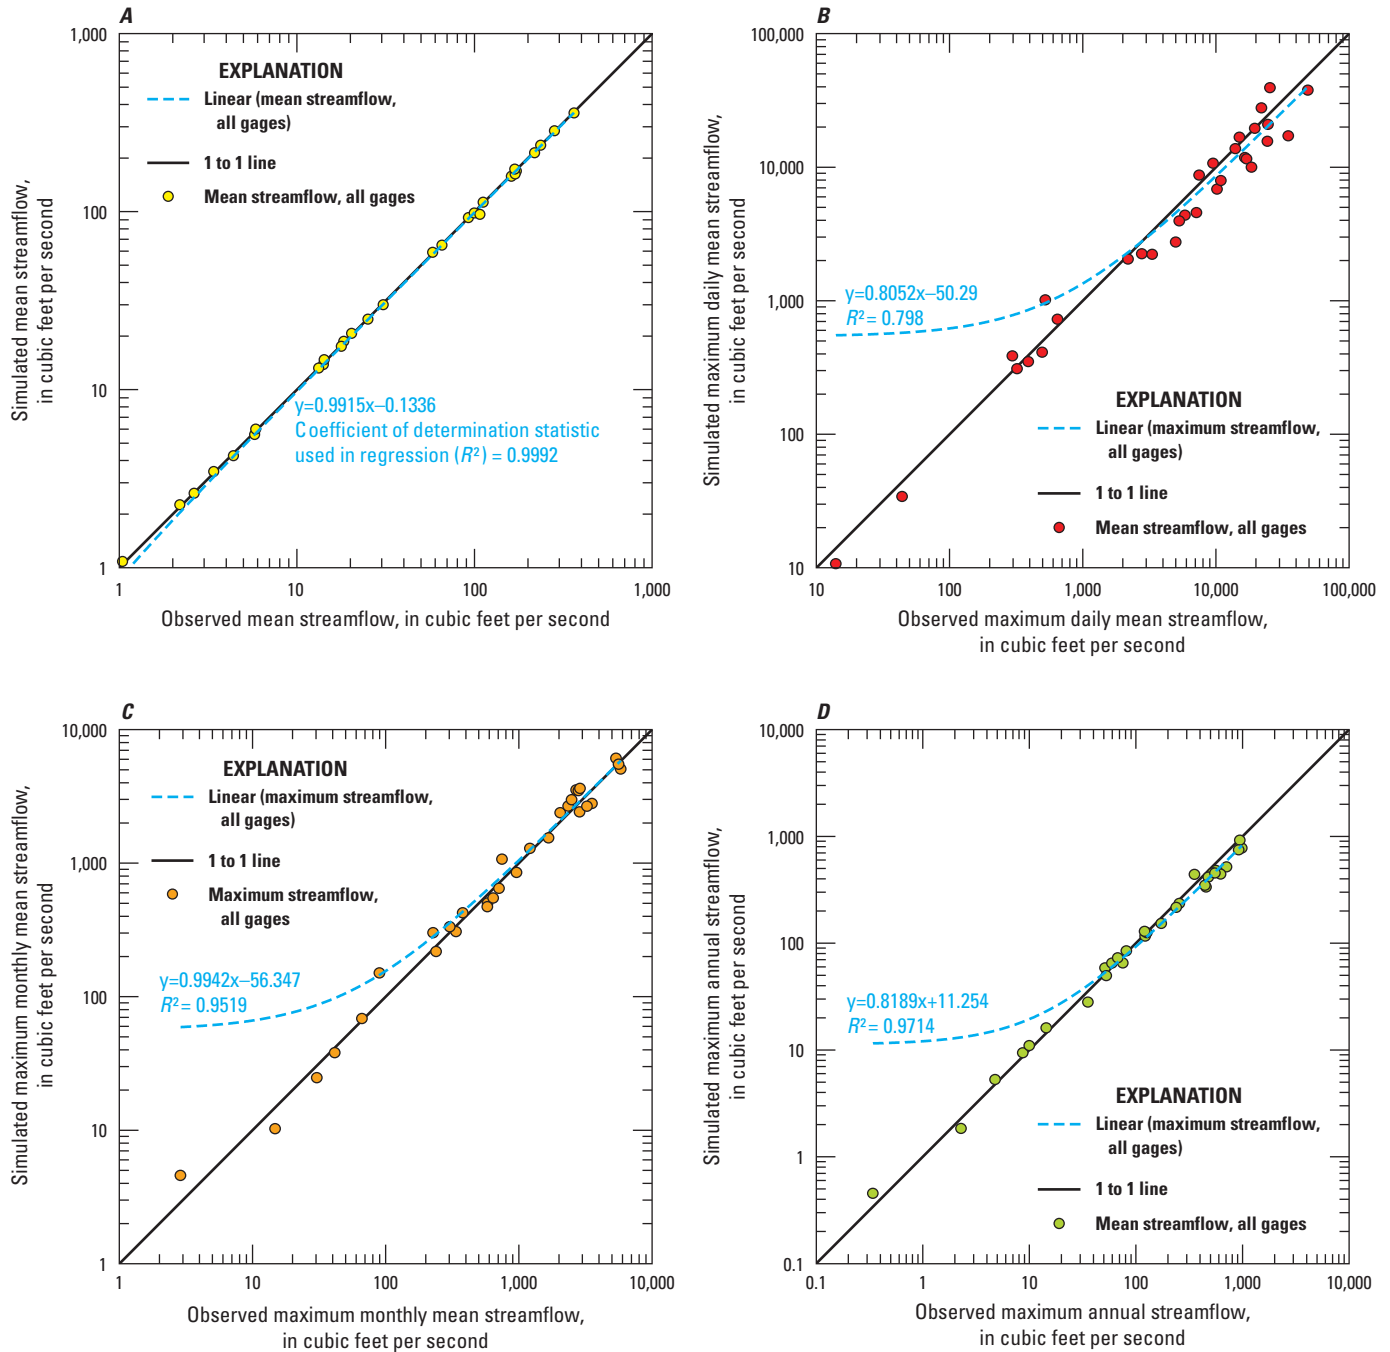 A
1,000
100
10
1
1
10
100
1,000
Simulated mean streamflow,
in cubic feet per second
Observed mean streamflow, in cubic feet per second
EXPLANATION
Linear (mean streamflow,
all gages)
1 to 1 line
Mean streamflow, all gages
y=0.9915x–0.1336
Coefficient of determination statistic
used in regression (R²) = 0.9992
B
100,000
10,000
1,000
100
10
10
100
1,000
10,000
100,000
Simulated maximum daily mean streamflow,
in cubic feet per second
Observed maximum daily mean streamflow,
in cubic feet per second
y=0.8052x–50.29
R²= 0.798
EXPLANATION
Linear (maximum streamflow,
all gages)
1 to 1 line
Mean streamflow, all gages
C
10,000
1,000
100
10
1
1
10
100
1,000
10,000
Simulated maximum monthly mean streamflow,
in cubic feet per second
Observed maximum monthly mean streamflow,
in cubic feet per second
EXPLANATION
Linear (maximum streamflow,
all gages)
1 to 1 line
Maximum streamflow,
all gages
y=0.9942x–56.347
R²= 0.9519
D
10,000
1,000
100
10
1
0.1
0.1
1
10
100
1,000
10,000
Simulated maximum annual streamflow,
in cubic feet per second
Observed maximum annual streamflow,
in cubic feet per second
y=0.8189x+11.254
R²= 0.9714
EXPLANATION
Linear (maximum streamflow,
all gages)
1 to 1 line
Mean streamflow, all gages